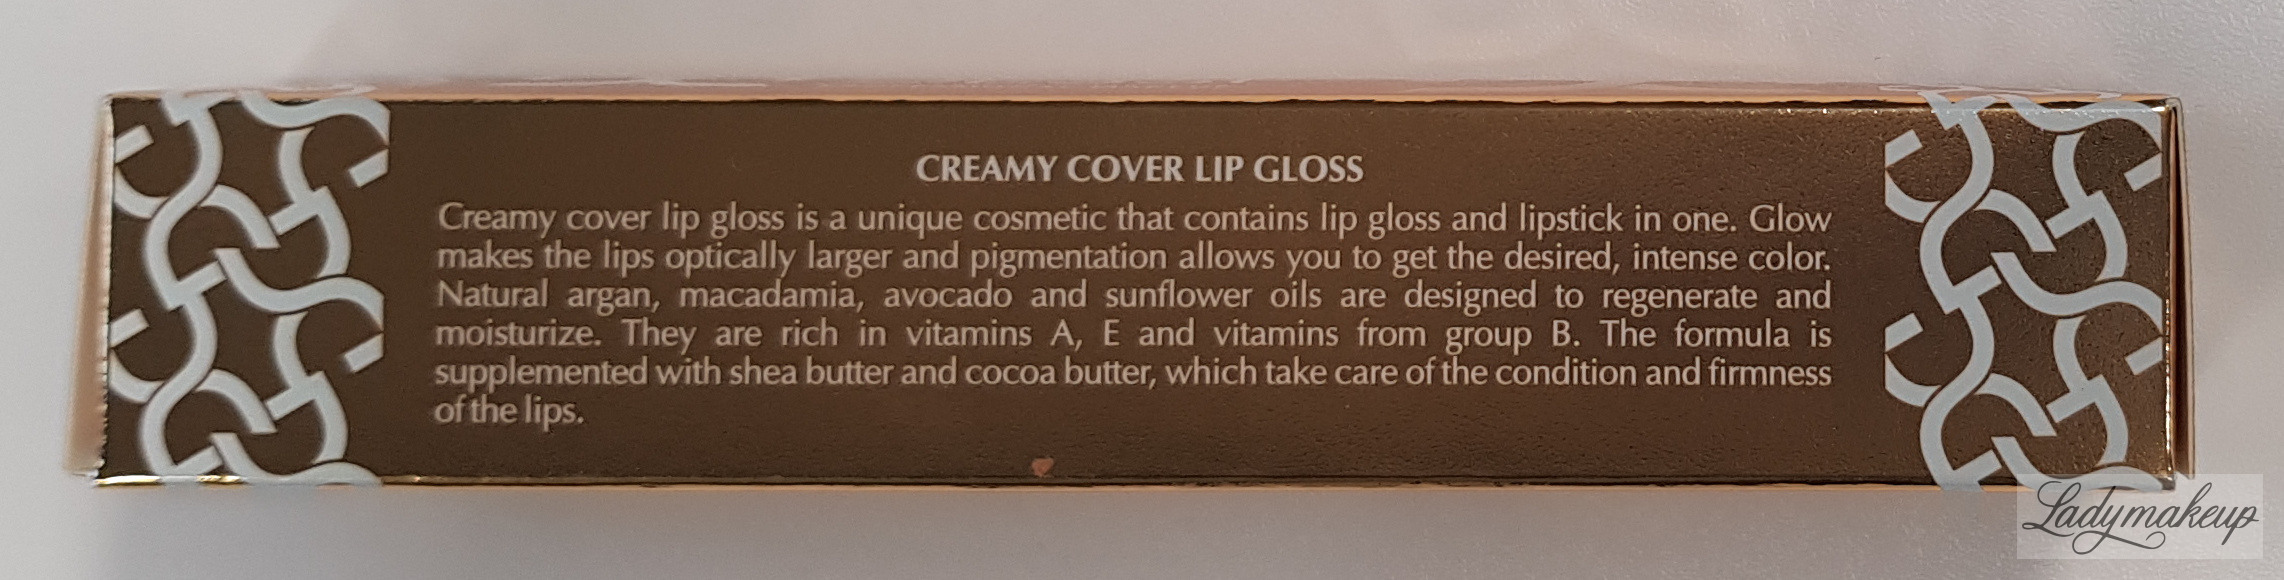 CREAMY COVER LIP GLOSS
Creamy cover lip gloss is a unique cosmetic that contains lip gloss and lipstick in one. Glow
makes the lips optically larger and pigmentation allows you to get the desired, intense color.
Natural argan, macadamia, avocado and sunflower oils are designed to regenerate and
moisturize. They are rich in vitamins A, E and vitamins from group B. The formula is
supplemented with shea butter and cocoa butter, which take care of the condition and firmness
of the lips.
Ladymakeup